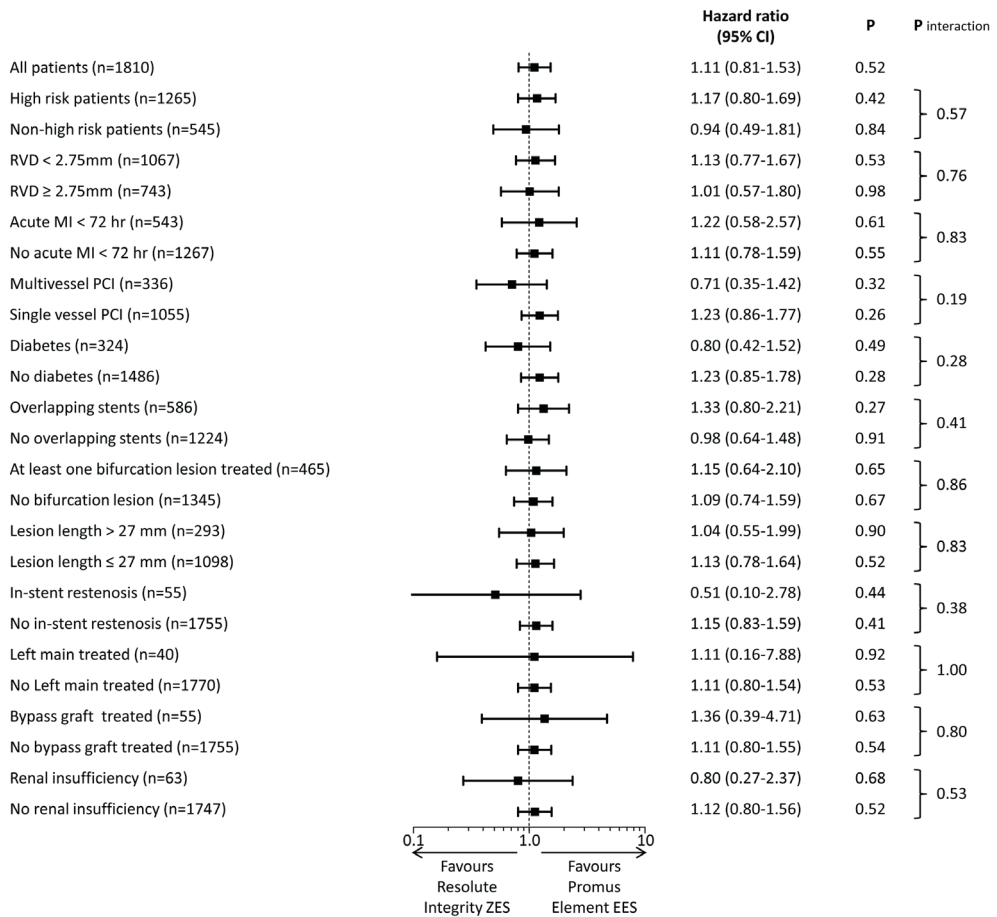 Hazard ratio
(95% CI) P P interaction
All patients (n=1810) 1.11 (0.81-1.53) 0.52
High risk patients (n=1265) 1.17 (0.80-1.69) 0.42
0.57
Non-high risk patients (n=545) 0.94 (0.49-1.81) 0.84
RVD < 2.75mm (n=1067) 1.13 (0.77-1.67) 0.53
0.76
RVD ≥ 2.75mm (n=743) 1.01 (0.57-1.80) 0.98
Acute MI < 72 hr (n=543) 1.22 (0.58-2.57) 0.61
0.83
No acute MI < 72 hr (n=1267) 1.11 (0.78-1.59) 0.55
Multivessel PCI (n=336) 0.71 (0.35-1.42) 0.32
0.19
Single vessel PCI (n=1055) 1.23 (0.86-1.77) 0.26
Diabetes (n=324) 0.80 (0.42-1.52) 0.49
0.28
No diabetes (n=1486) 1.23 (0.85-1.78) 0.28
Overlapping stents (n=586) 1.33 (0.80-2.21) 0.27
0.41
No overlapping stents (n=1224) 0.98 (0.64-1.48) 0.91
At least one bifurcation lesion treated (n=465) 1.15 (0.64-2.10) 0.65
0.86
No bifurcation lesion (n=1345) 1.09 (0.74-1.59) 0.67
Lesion length > 27 mm (n=293) 1.04 (0.55-1.99) 0.90
0.83
Lesion length ≤ 27 mm (n=1098) 1.13 (0.78-1.64) 0.52
In-stent restenosis (n=55) 0.51 (0.10-2.78) 0.44
0.38
No in-stent restenosis (n=1755) 1.15 (0.83-1.59) 0.41
Left main treated (n=40) 1.11 (0.16-7.88) 0.92
1.00
No Left main treated (n=1770) 1.11 (0.80-1.54) 0.53
Bypass graft treated (n=55) 1.36 (0.39-4.71) 0.63
0.80
No bypass graft treated (n=1755) 1.11 (0.80-1.55) 0.54
Renal insufficiency (n=63) 0.80 (0.27-2.37) 0.68
0.53
No renal insufficiency (n=1747) 1.12 (0.80-1.56) 0.52
0.1 1.0 10
Favours Favours
Resolute Promus
Integrity ZES Element EES